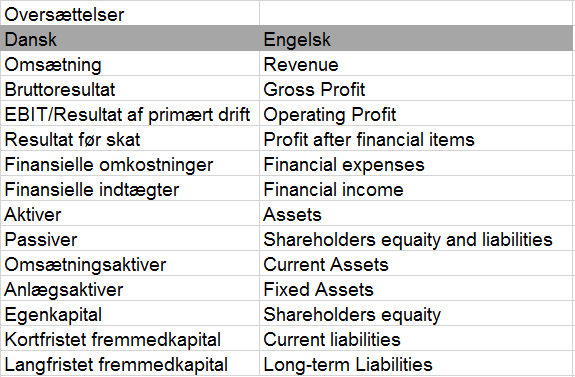 Oversættelser
Dansk Engelsk
Omsætning Revenue
Bruttoresultat Gross Profit
EBIT/Resultat af primært drift Operating Profit
Resultat før skat Profit after financial items
Finansielle omkostninger Financial expenses
Finansielle indtægter Financial income
Aktiver Assets
Passiver Shareholders equity and liabilities
Omsætningsaktiver Current Assets
Anlægsaktiver Fixed Assets
Egenkapital Shareholders equity
Kortfristet fremmedkapital Current liabilities
Langfristet fremmedkapital Long-term Liabilities